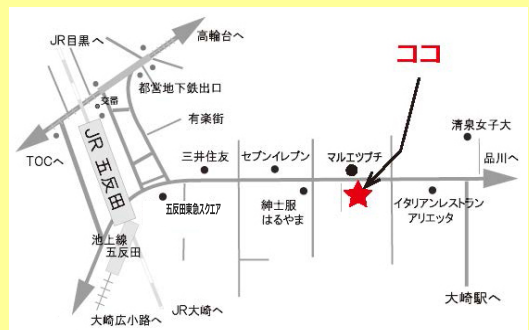 JR目黒へ
高輪台へ
ココ
交番
都営地下鉄出口
有楽街
清泉女子大
TOCへ
JR 五反田
三井住友
セブンイレブン
マルエツプチ
品川へ
五反田東急スクエア
紳士服
はるやま
イタリアンレストラン
アリエッタ
池上線
五反田
大崎広小路へ
JR大崎へ
大崎駅へ